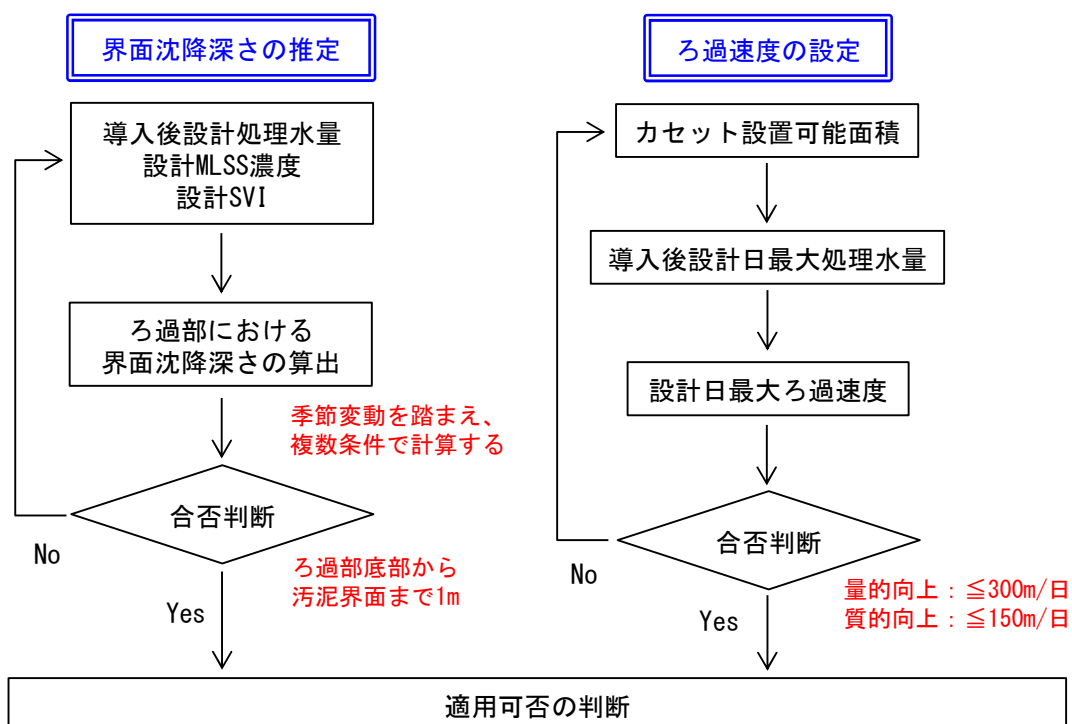 界面沈降深さの推定
導入後設計処理水量
設計MLSS濃度
設計SVI
ろ過部における
界面沈降深さの算出
季節変動を踏まえ、
複数条件で計算する
合否判断
No
ろ過部底部から
汚泥界面まで1m
Yes
ろ過速度の設定
カセット設置可能面積
導入後設計日最大処理水量
設計日最大ろ過速度
合否判断
No
量的向上：≦300m/日
質的向上：≦150m/日
Yes
適用可否の判断